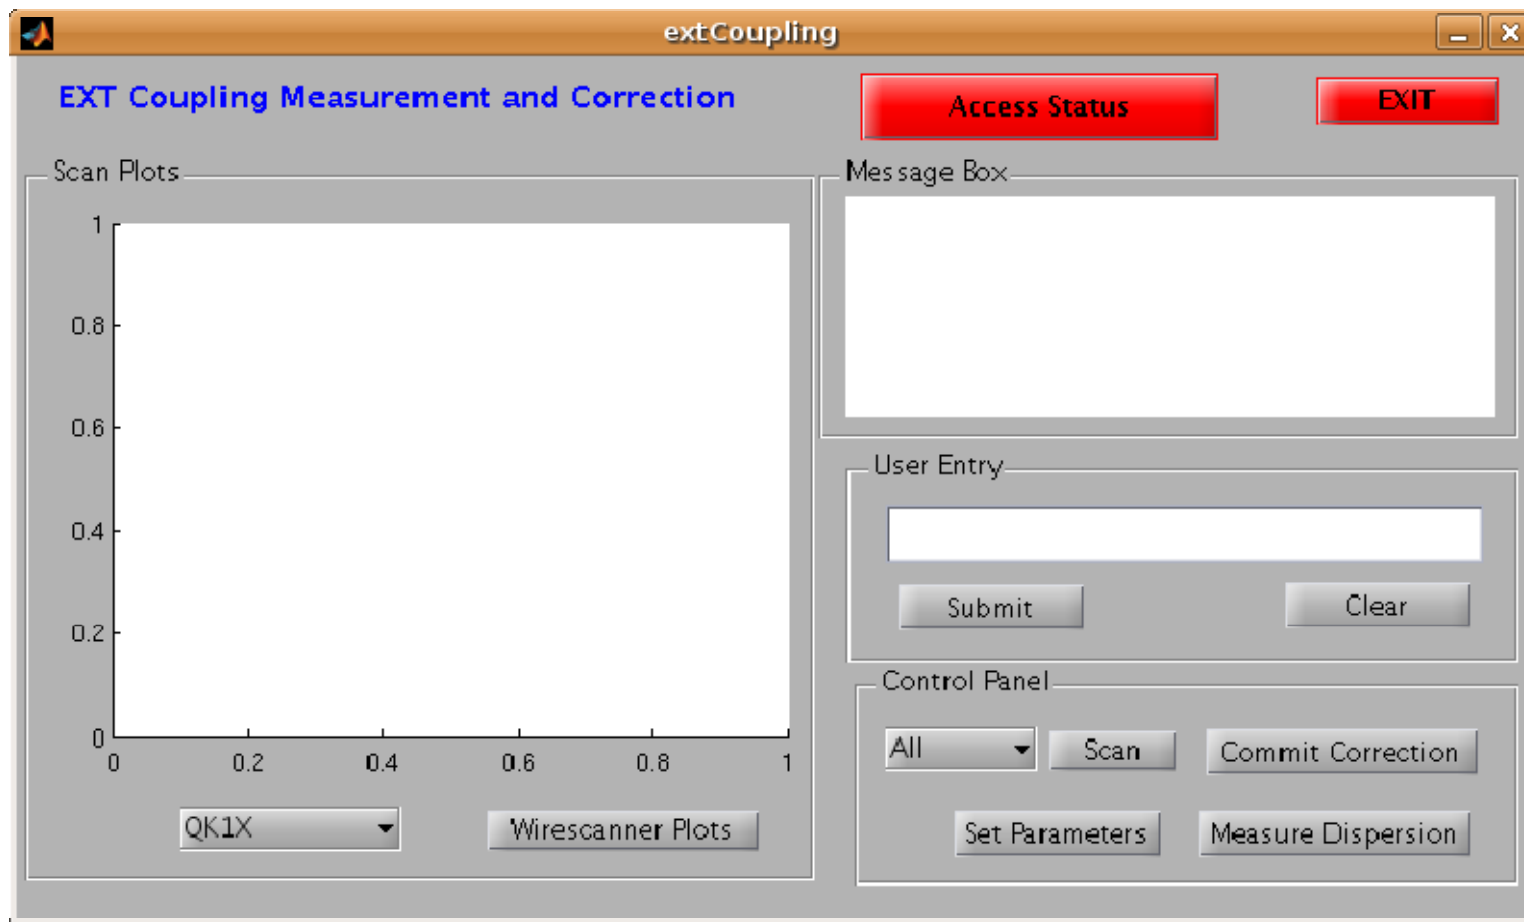 extCoupling
EXT Coupling Measurement and Correction
Access Status
EXIT
Scan Plots
1
0.8
0.6
0.4
0.2
0
0 0.2 0.4 0.6 0.8 1
QK1X
Wirescanner Plots
Message Box
User Entry
Submit
Clear
Control Panel
All
Scan
Commit Correction
Set Parameters
Measure Dispersion